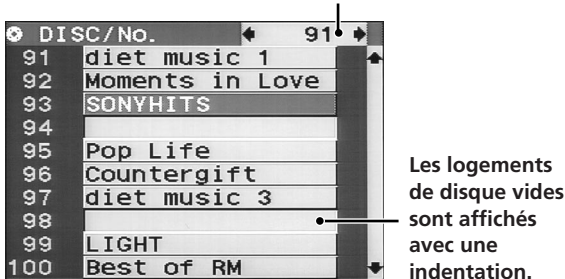 DISC/No. 91
91 diet music 1
92 Moments in Love
93 SONYHITS
94
95 Pop Life
96 Countergift
97 diet music 3
98
99 LIGHT
100 Best of RM
Les logements
de disque vides
sont affichés
avec une
indentation.